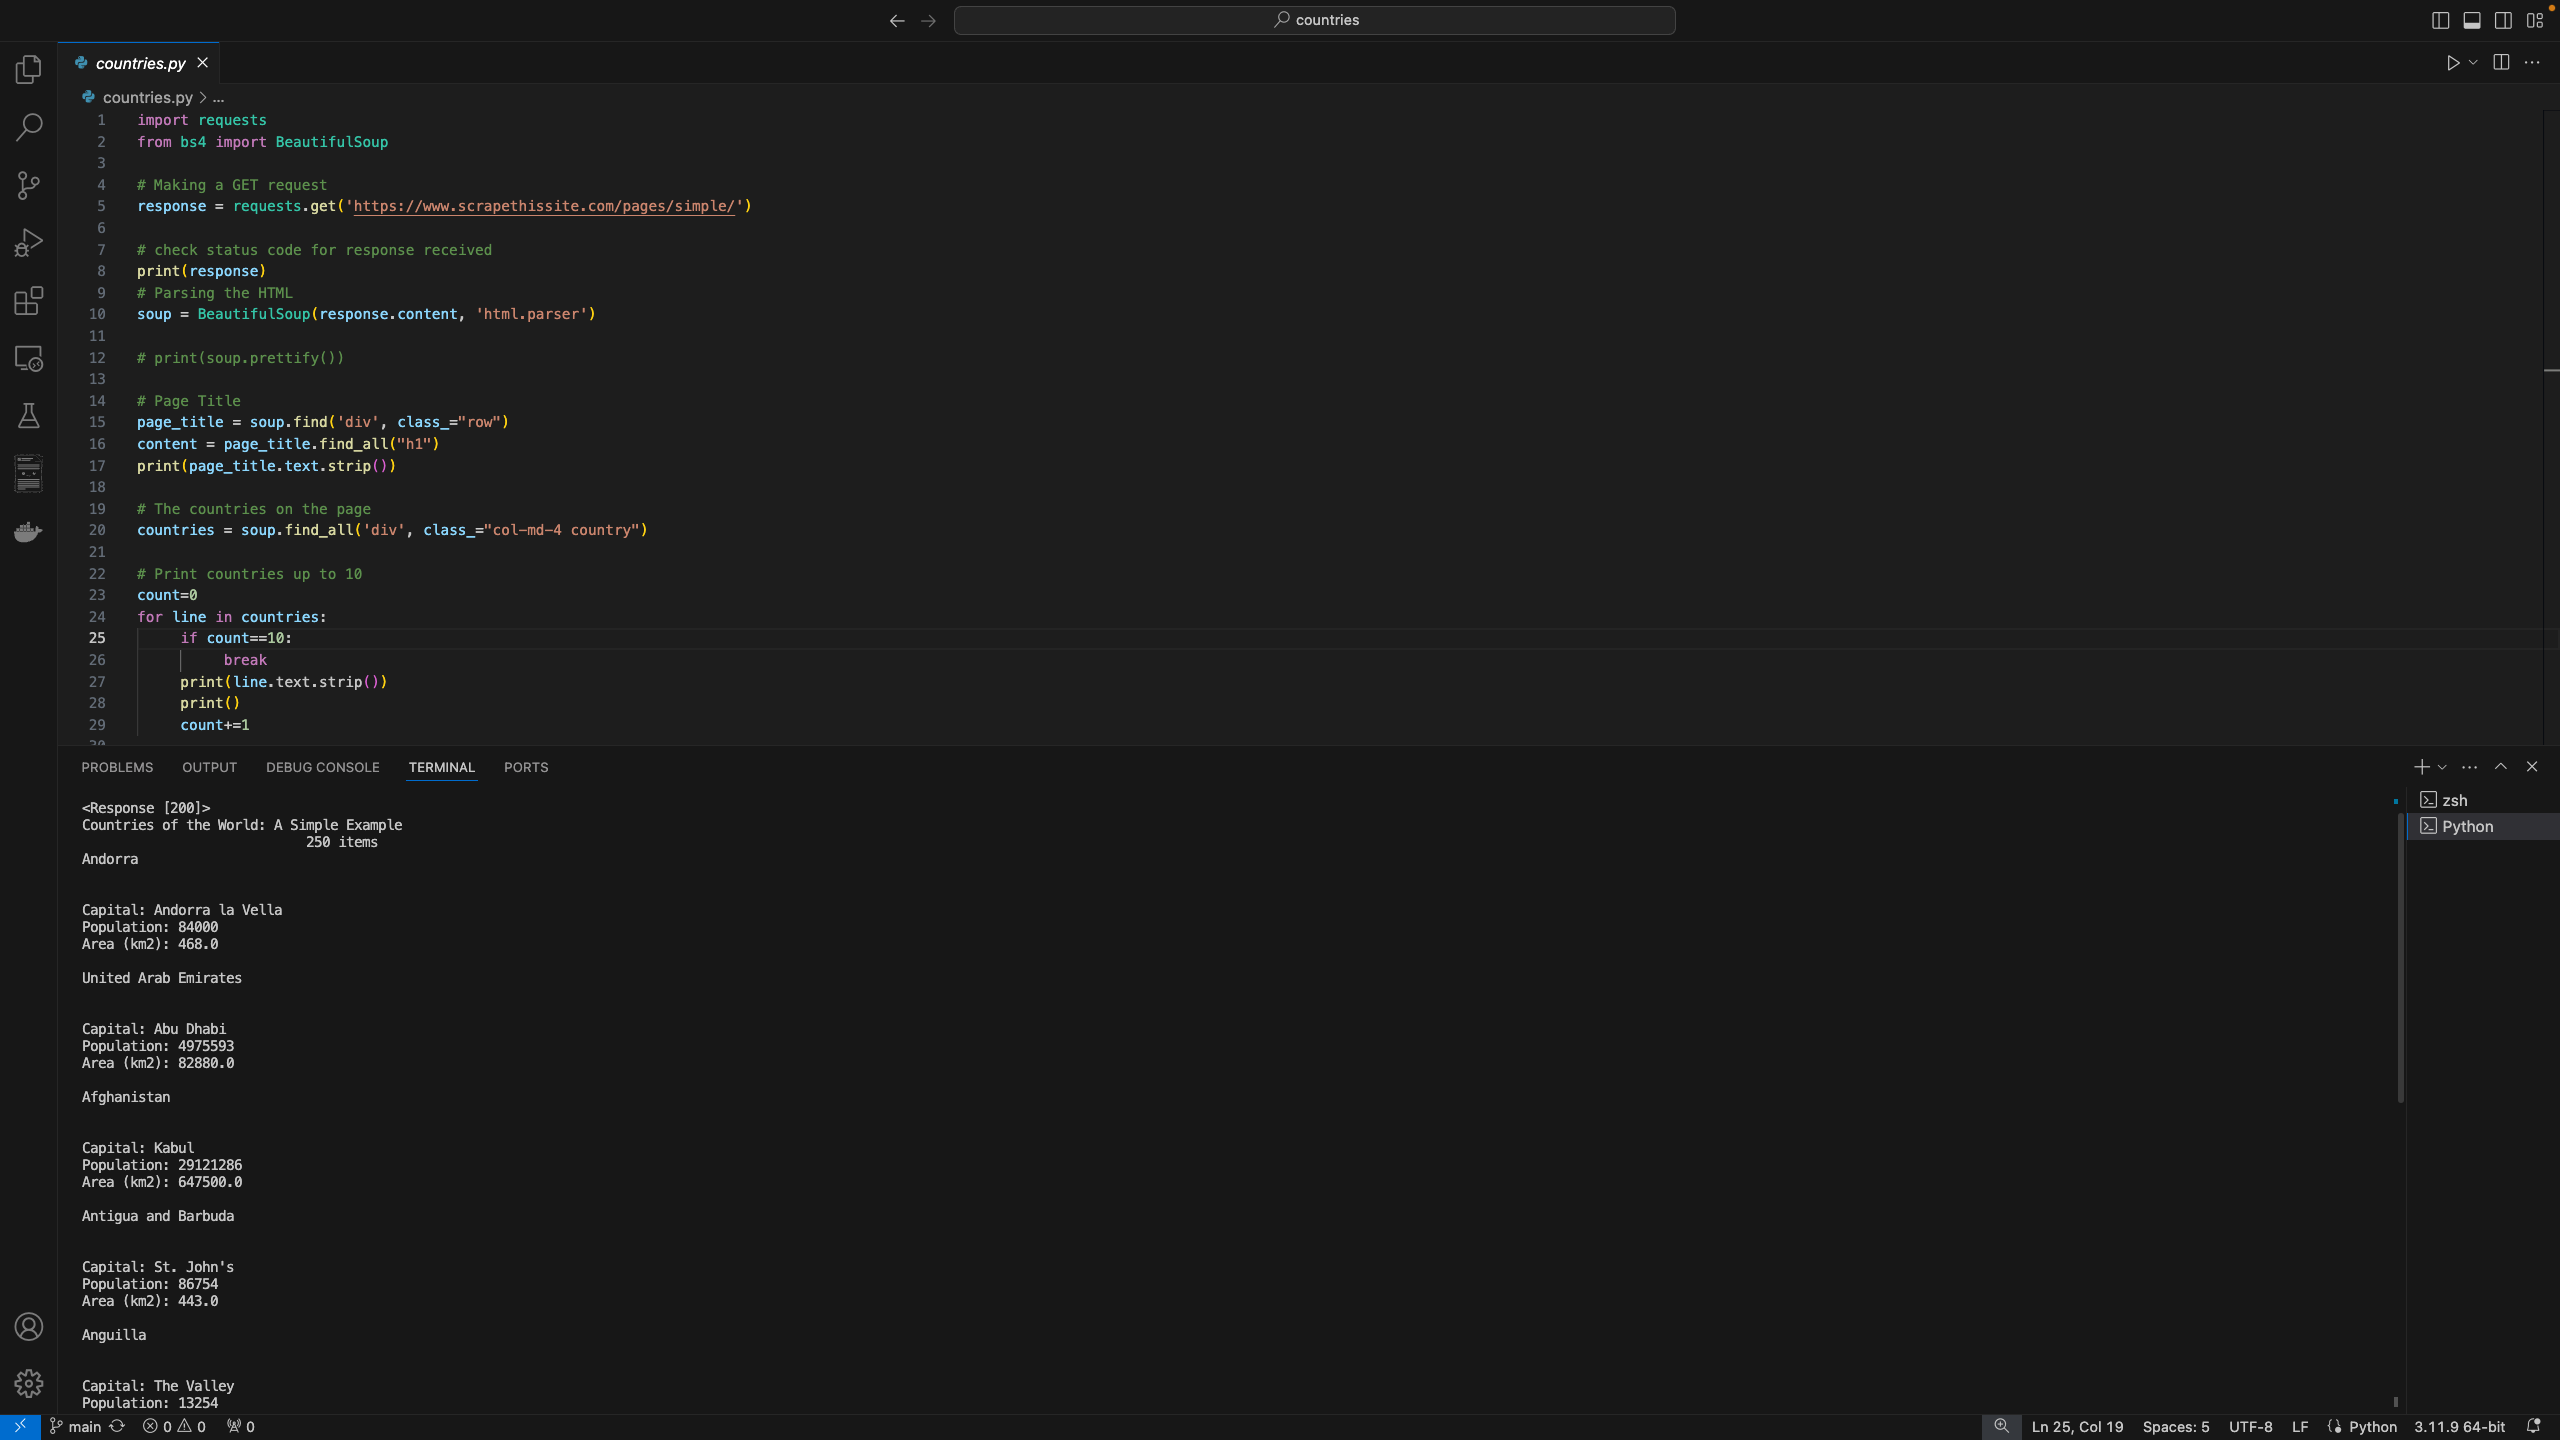 countries
countries.py
countries.py > ...
1 import requests
2 from bs4 import BeautifulSoup
3
4 # Making a GET request
5 response = requests.get('https://www.scrapethissite.com/pages/simple/')
6
7 # check status code for response received
8 print(response)
9 # Parsing the HTML
10 soup = BeautifulSoup(response.content, 'html.parser')
11
12 # print(soup.prettify())
13
14 # Page Title
15 page_title = soup.find('div', class_="row")
16 content = page_title.find_all("h1")
17 print(page_title.text.strip())
18
19 # The countries on the page
20 countries = soup.find_all('div', class_="col-md-4 country")
21
22 # Print countries up to 10
23 count=0
24 for line in countries:
25      if count==10:
26           break
27      print(line.text.strip())
28      print()
29      count+=1
30
PROBLEMS OUTPUT DEBUG CONSOLE TERMINAL PORTS
<Response [200]>
Countries of the World: A Simple Example
250 items
Andorra
Capital: Andorra la Vella
Population: 84000
Area (km2): 468.0
United Arab Emirates
Capital: Abu Dhabi
Population: 4975593
Area (km2): 82880.0
Afghanistan
Capital: Kabul
Population: 29121286
Area (km2): 647500.0
Antigua and Barbuda
Capital: St. John's
Population: 86754
Area (km2): 443.0
Anguilla
Capital: The Valley
Population: 13254
zsh
Python
main 0 0 0 Ln 25, Col 19 Spaces: 5 UTF-8 LF Python 3.11.9 64-bit